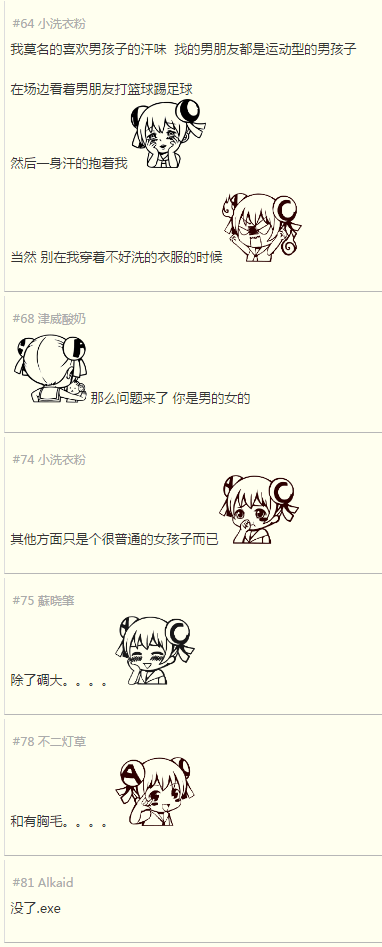 #64 小洗衣粉
我莫名的喜欢男孩子的汗味 找的男朋友都是运动型的男孩子
在场边看着男朋友打篮球踢足球
然后一身汗的抱着我
当然 别在我穿着不好洗的衣服的时候
#68 津威酸奶
那么问题来了 你是男的女的
#74 小洗衣粉
其他方面只是个很普通的女孩子而已
#75 蘇晓肇
除了碉大。。。。
#78 不二灯草
和有胸毛。。。。
#81 Alkaid
没了.exe